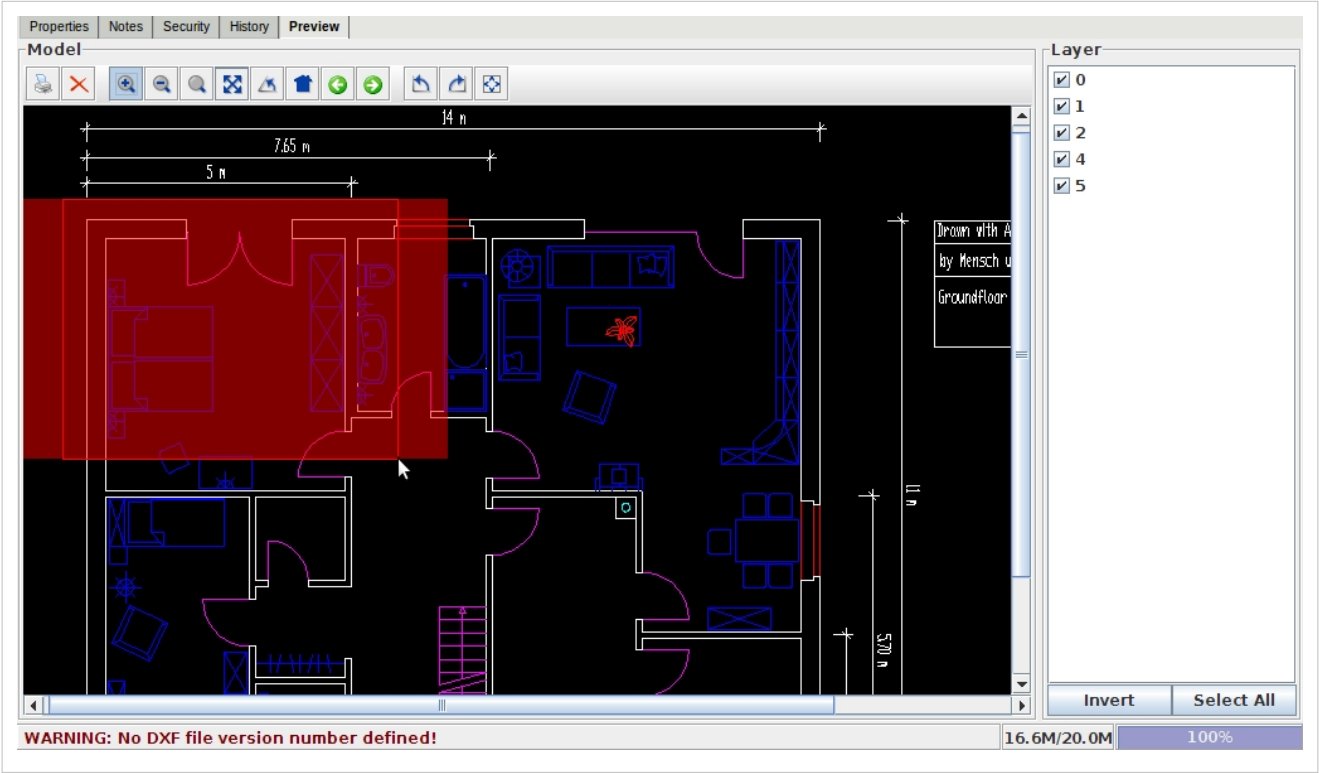 Properties Notes Security History Preview
Model
Layer
0
1
2
4
5
14 m
7.65 m
5 m
Drawn with A
by Mensch u
Groundfloor
11 m
5.70 m
Invert Select All
WARNING: No DXF file version number defined!
16.6M/20.0M
100%